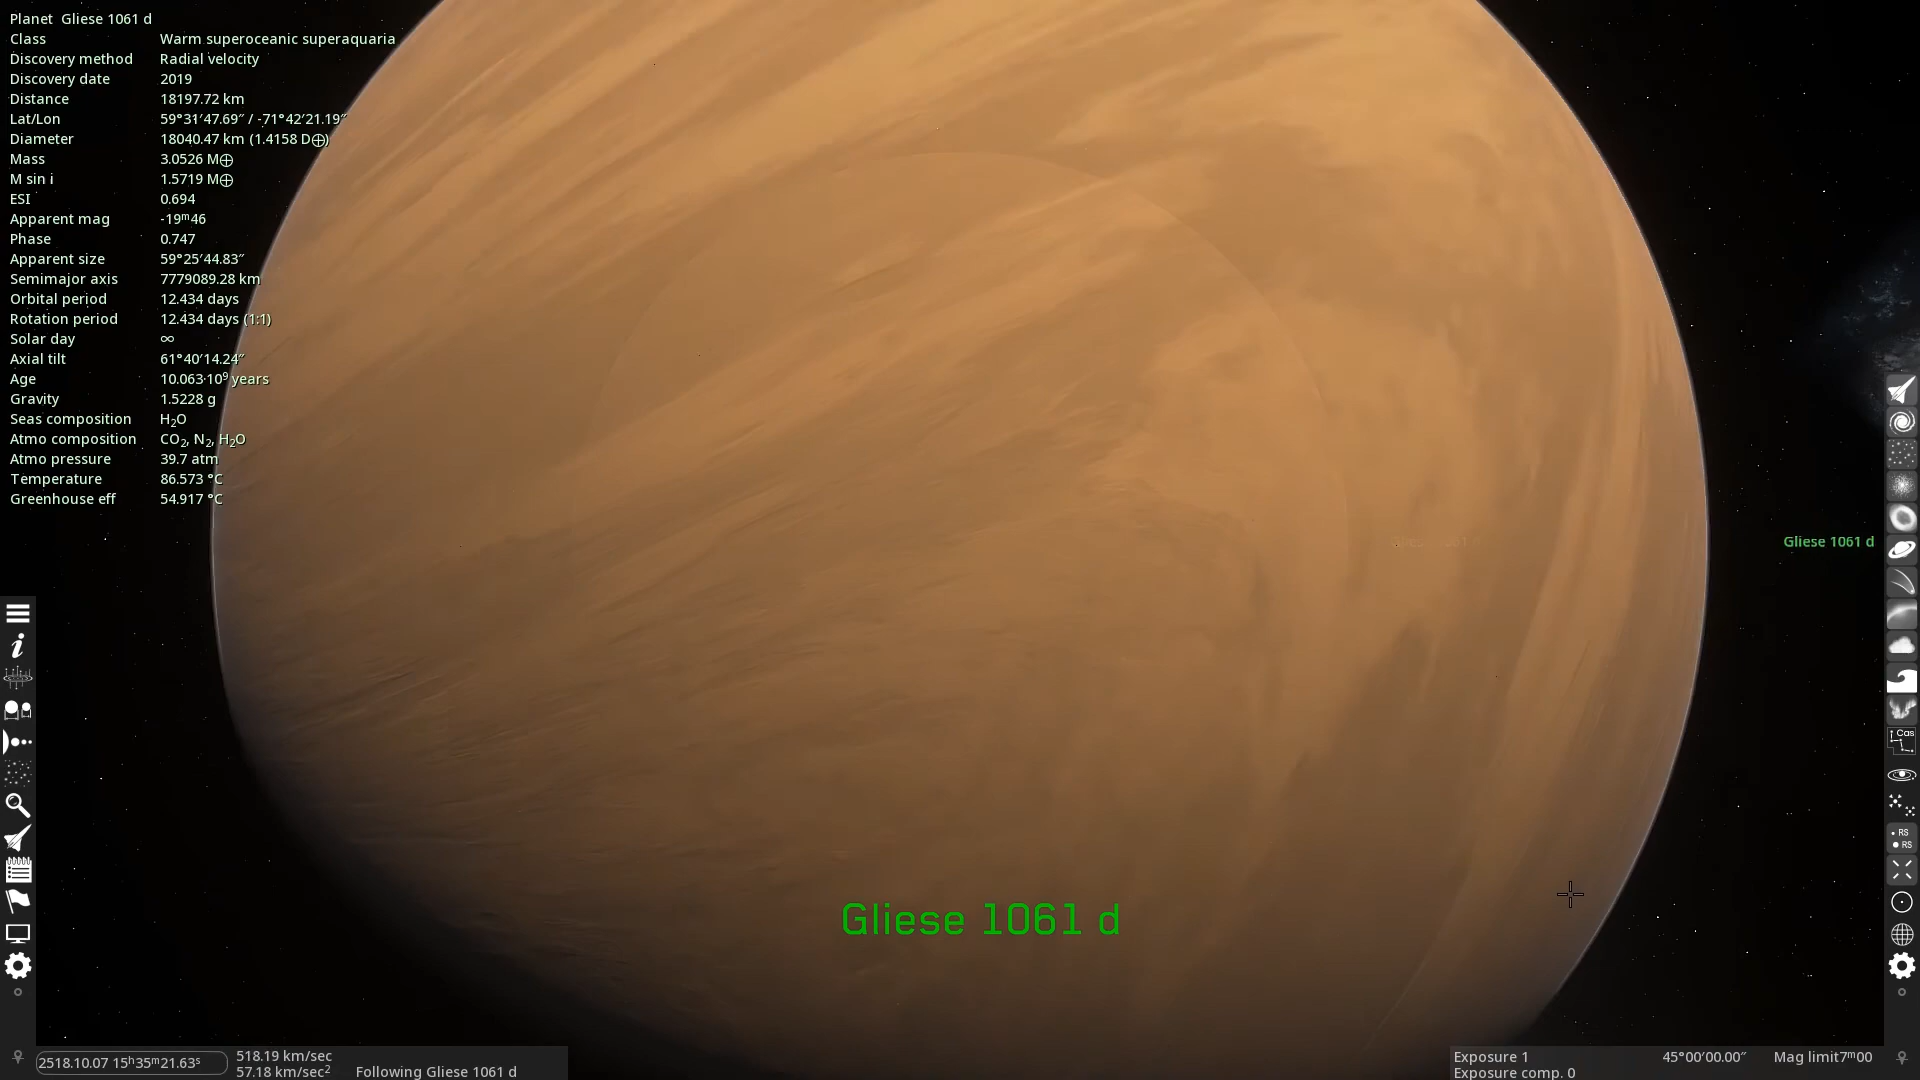 Planet Gliese 1061 d
Class Warm superoceanic superaquaria
Discovery method Radial velocity
Discovery date 2019
Distance 18197.72 km
Lat/Lon 59°31′47.69″ / -71°42′21.19″
Diameter 18040.47 km (1.4158 D⊕)
Mass 3.0526 M⊕
M sin i 1.5719 M⊕
ESI 0.694
Apparent mag -19ᵐ46
Phase 0.747
Apparent size 59°25′44.83″
Semimajor axis 7779089.28 km
Orbital period 12.434 days
Rotation period 12.434 days (1:1)
Solar day ∞
Axial tilt 61°40′14.24″
Age 10.063·10⁹ years
Gravity 1.5228 g
Seas composition H₂O
Atmo composition CO₂, N₂, H₂O
Atmo pressure 39.7 atm
Temperature 86.573 °C
Greenhouse eff 54.917 °C
Gliese 1061 d
Cas
RS
RS
Gliese 1061 d
2518.10.07 15ʰ35ᵐ21.63ˢ
518.19 km/sec
57.18 km/sec² Following Gliese 1061 d
Exposure 1 45°00′00.00″ Mag limit7ᵐ00
Exposure comp. 0